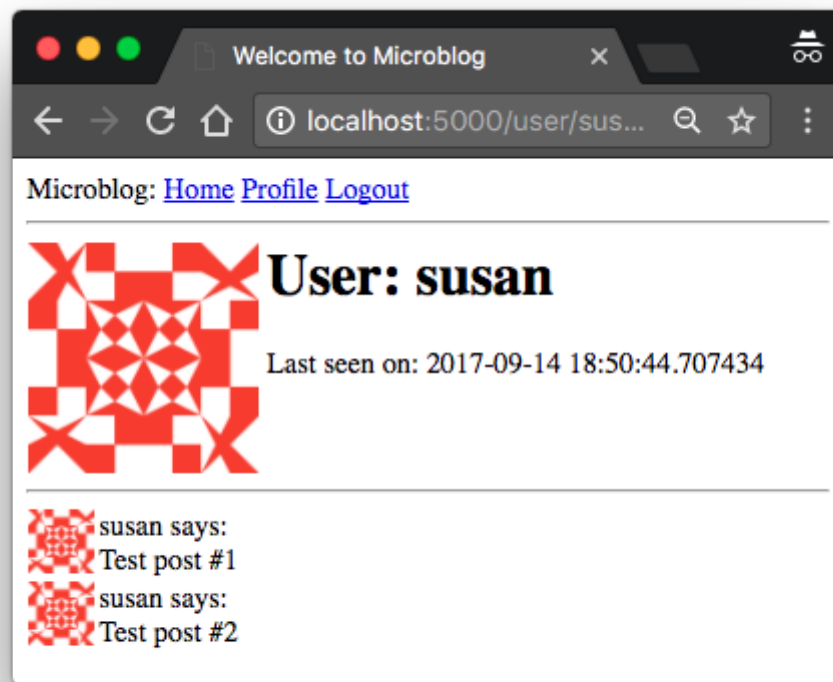 Welcome to Microblog
localhost:5000/user/sus...
Microblog: Home Profile Logout
User: susan
Last seen on: 2017-09-14 18:50:44.707434
susan says:
Test post #1
susan says:
Test post #2